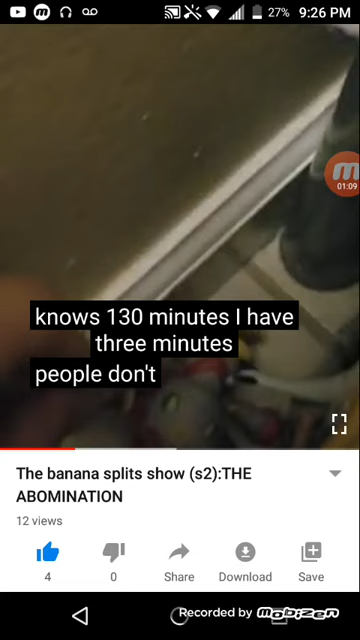 27% 9:26 PM
01:09
knows 130 minutes I have
three minutes
people don't
The banana splits show (s2):THE
ABOMINATION
12 views
4 0 Share Download Save
Recorded by mobizen